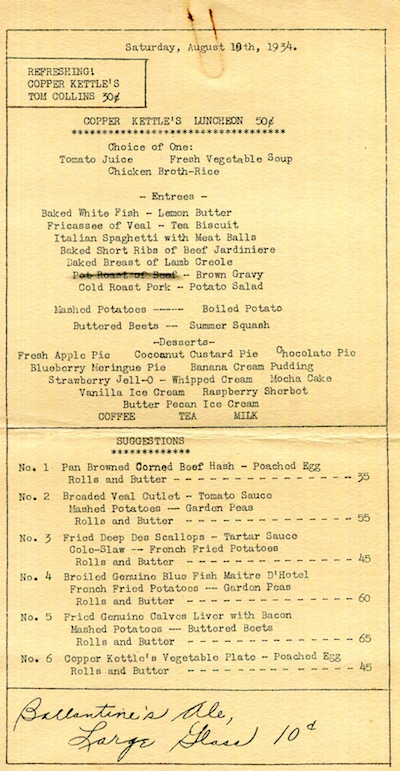 Saturday, August 18th, 1934.
REFRESHING!
COPPER KETTLE'S
TOM COLLINS 30¢
COPPER KETTLE'S LUNCHEON 50¢
************************************
Choice of One:
Tomato Juice Fresh Vegetable Soup
Chicken Broth-Rice
- Entrees -
Baked White Fish - Lemon Butter
Fricassee of Veal - Tea Biscuit
Italian Spaghetti with Meat Balls
Baked Short Ribs of Beef Jardiniere
Baked Breast of Lamb Creole
Pot Roast of Beef - Brown Gravy
Cold Roast Pork - Potato Salad
Mashed Potatoes ----- Boiled Potato
Buttered Beets -- Summer Squash
-Desserts-
Fresh Apple Pie Cocoanut Custard Pie Chocolate Pie
Blueberry Meringue Pie Banana Cream Pudding
Strawberry Jell-O - Whipped Cream Mocha Cake
Vanilla Ice Cream Raspberry Sherbet
Butter Pecan Ice Cream
COFFEE TEA MILK
SUGGESTIONS
*************
No. 1 Pan Browned Corned Beef Hash - Poached Egg
Rolls and Butter - - - - - - - - - - - - - - - - - 35
No. 2 Breaded Veal Cutlet - Tomato Sauce
Mashed Potatoes -- Garden Peas
Rolls and Butter - - - - - - - - - - - - - - - - - 55
No. 3 Fried Deep Des Scallops - Tartar Sauce
Cole-Slaw -- French Fried Potatoes
Rolls and Butter - - - - - - - - - - - - - - - - - 45
No. 4 Broiled Genuine Blue Fish Maitre D'Hotel
French Fried Potatoes -- Garden Peas
Rolls and Butter - - - - - - - - - - - - - - - - - 60
No. 5 Fried Genuine Calves Liver with Bacon
Mashed Potatoes -- Buttered Beets
Rolls and Butter - - - - - - - - - - - - - - - - - 65
No. 6 Copper Kettle's Vegetable Plate - Poached Egg
Rolls and Butter - - - - - - - - - - - - - - - - - 45
Ballantine's Ale,
Large Glass 10¢